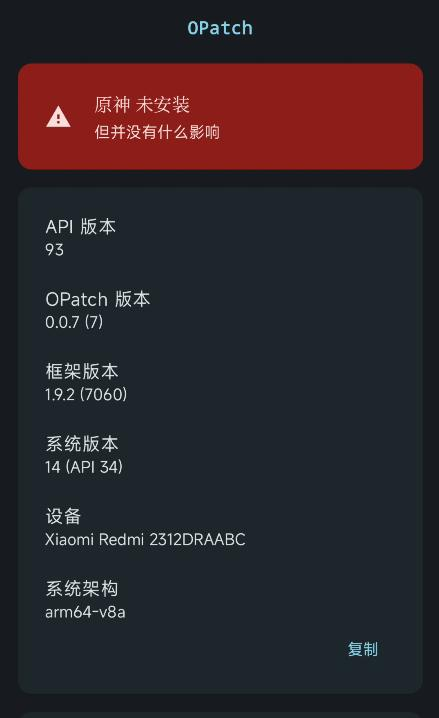 OPatch
原神 未安装
但并没有什么影响
API 版本
93
OPatch 版本
0.0.7 (7)
框架版本
1.9.2 (7060)
系统版本
14 (API 34)
设备
Xiaomi Redmi 2312DRAABC
系统架构
arm64-v8a
复制